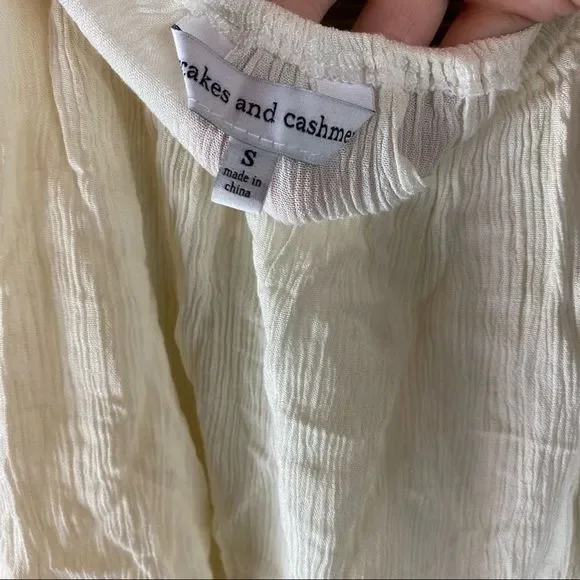 cakes and cashme
S
made in
china